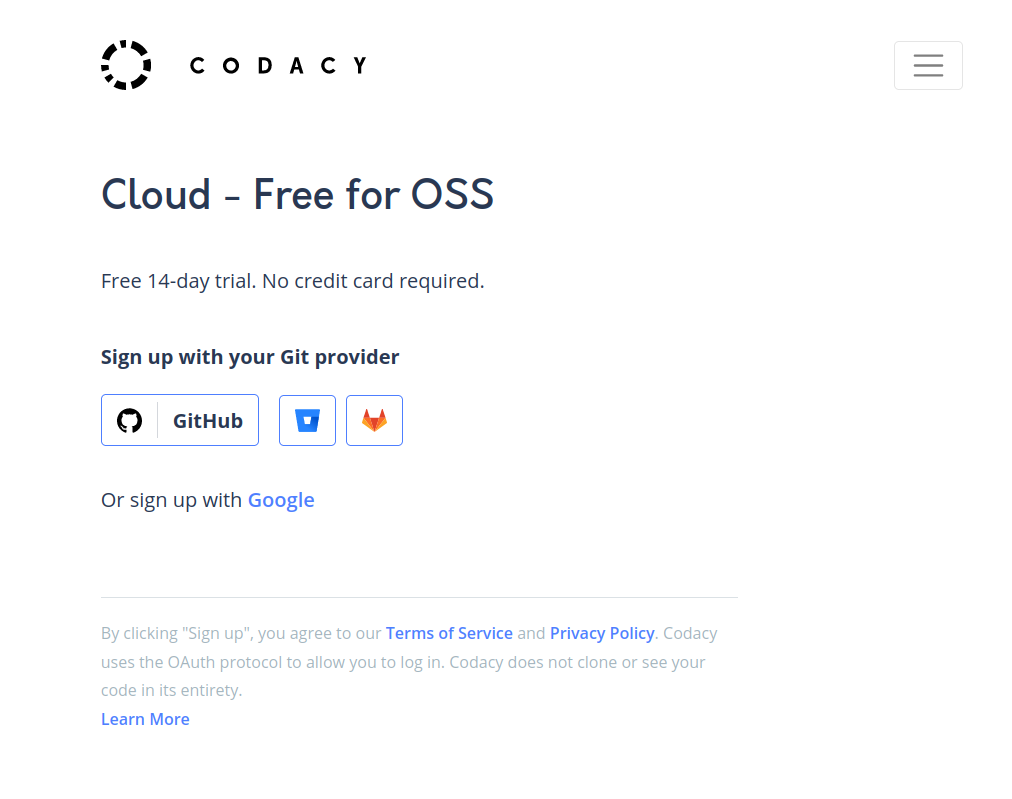 CODACY
Cloud – Free for OSS
Free 14-day trial. No credit card required.
Sign up with your Git provider
GitHub
Or sign up with Google
By clicking "Sign up", you agree to our Terms of Service and Privacy Policy. Codacy
uses the OAuth protocol to allow you to log in. Codacy does not clone or see your
code in its entirety.
Learn More